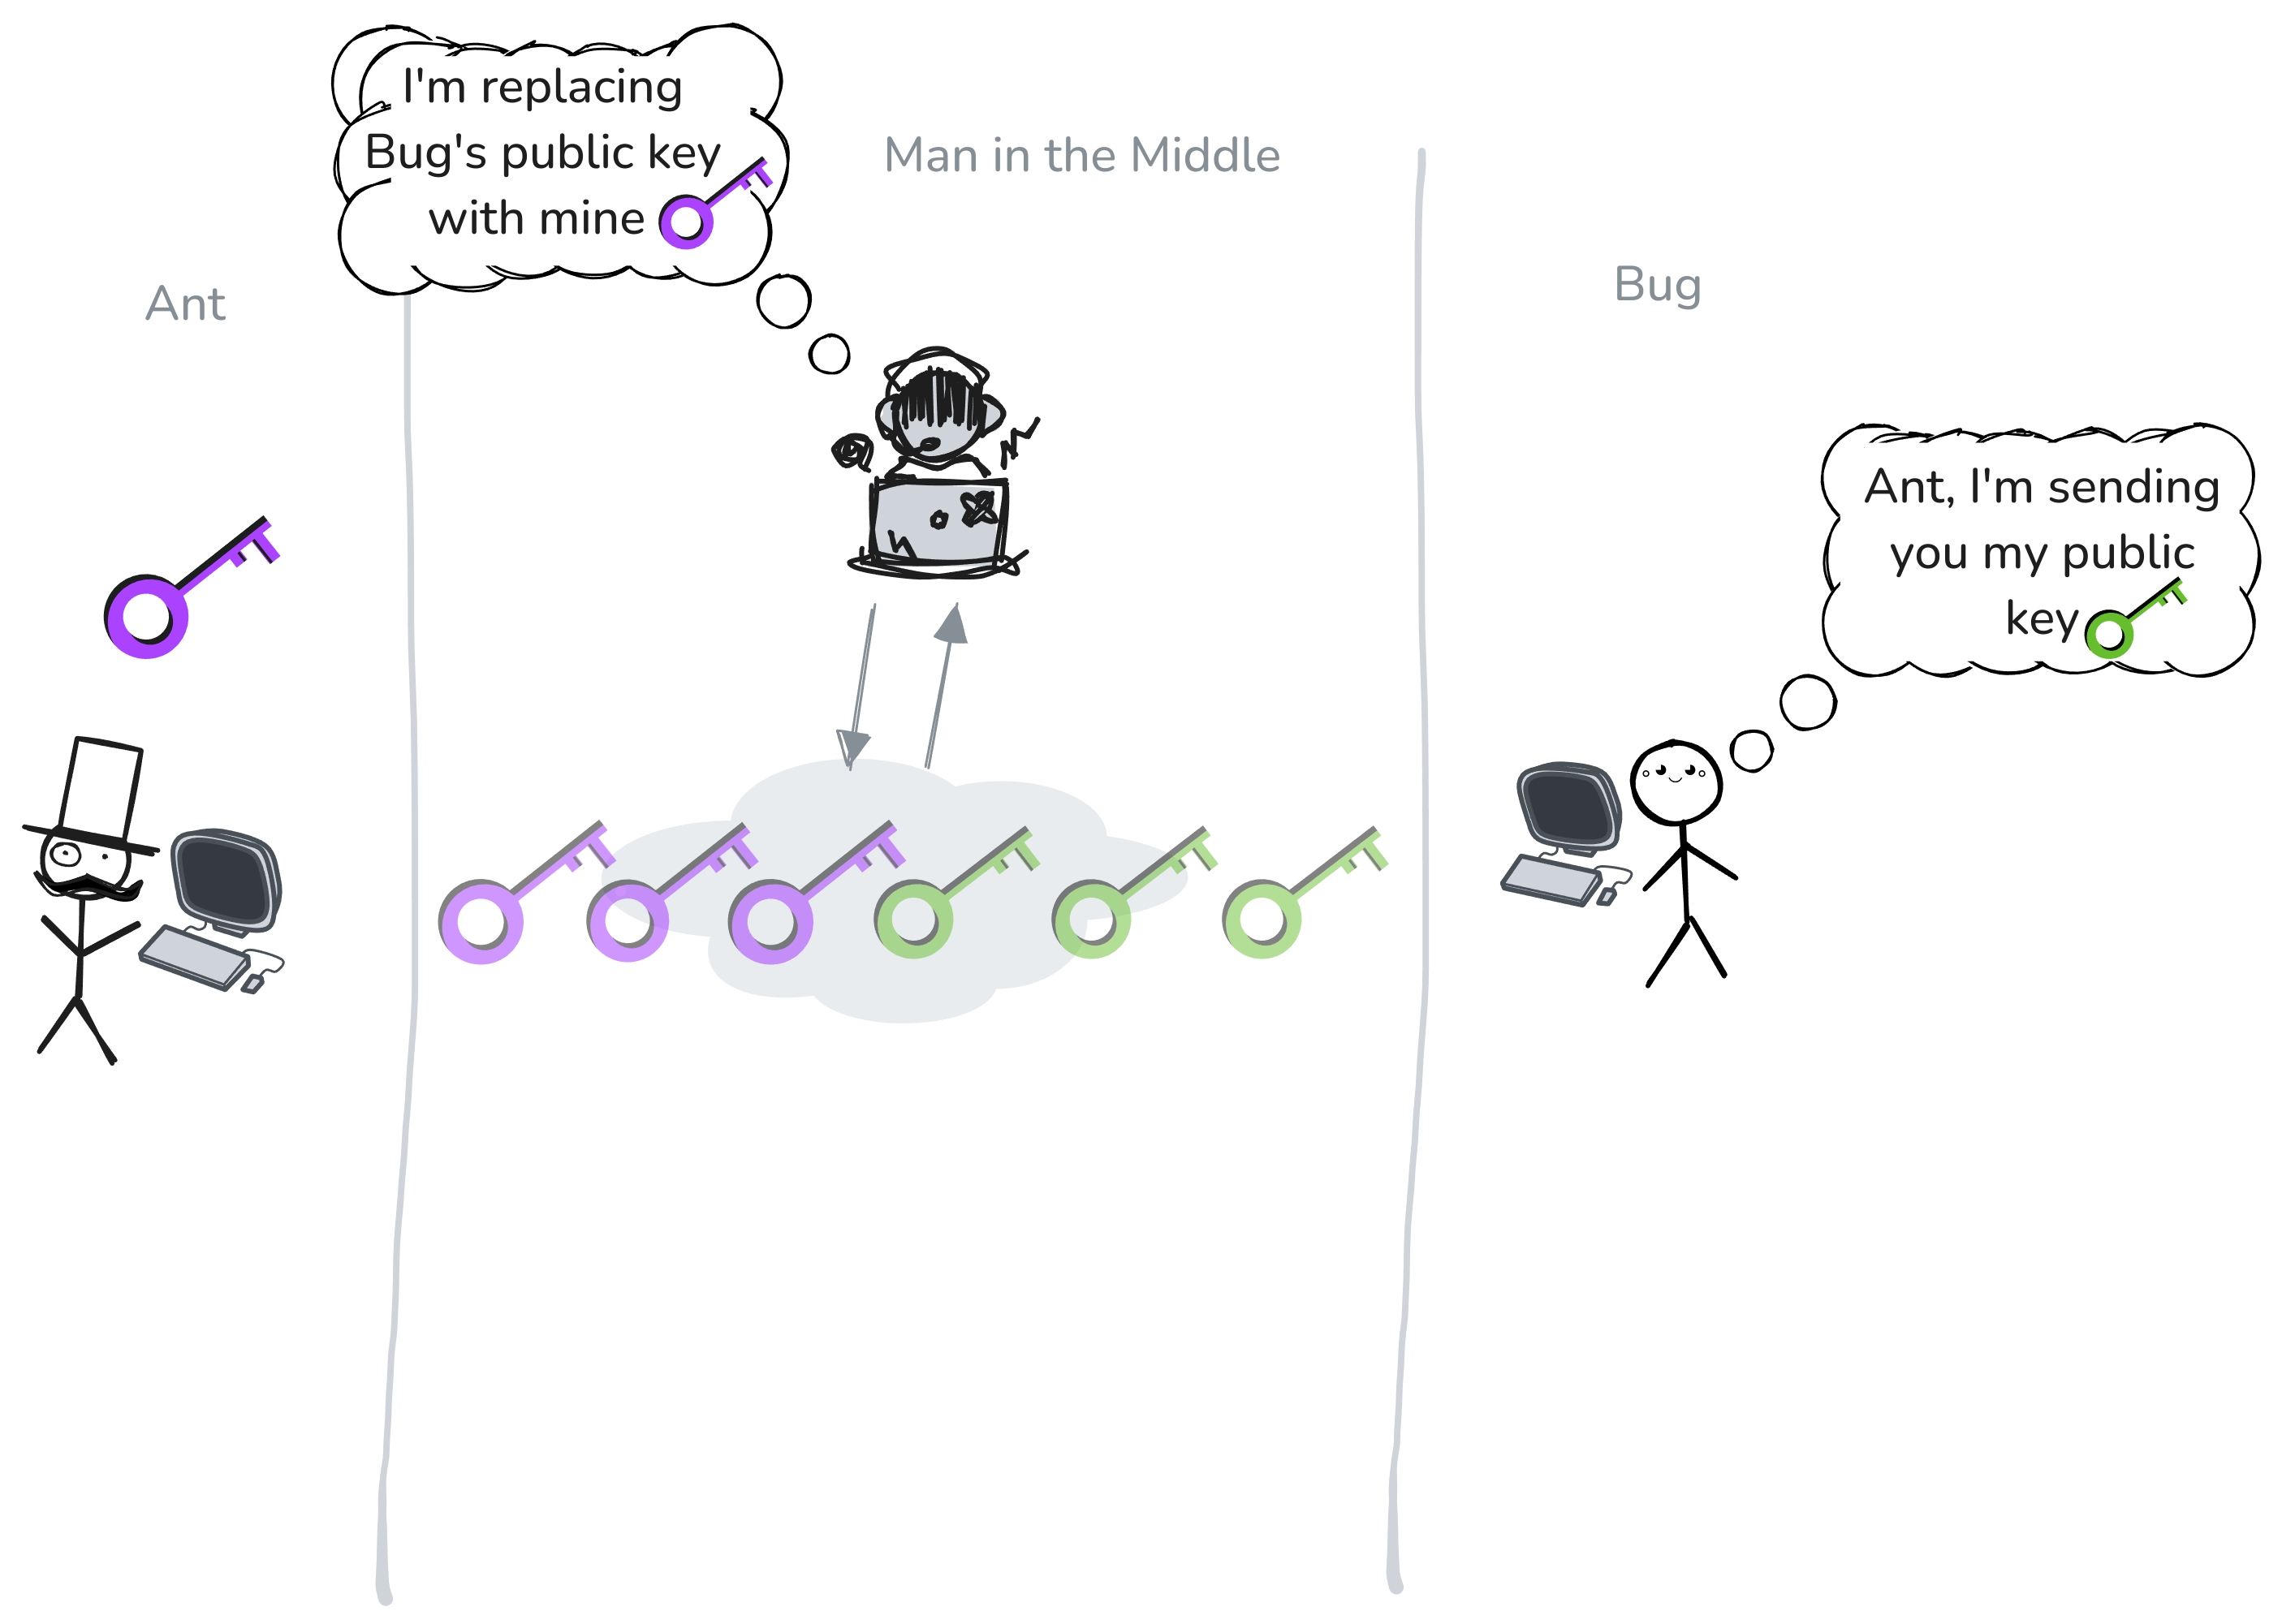 I'm replacing
Bug's public key
with mine
Man in the Middle
Ant
Bug
Ant, I'm sending
you my public
key